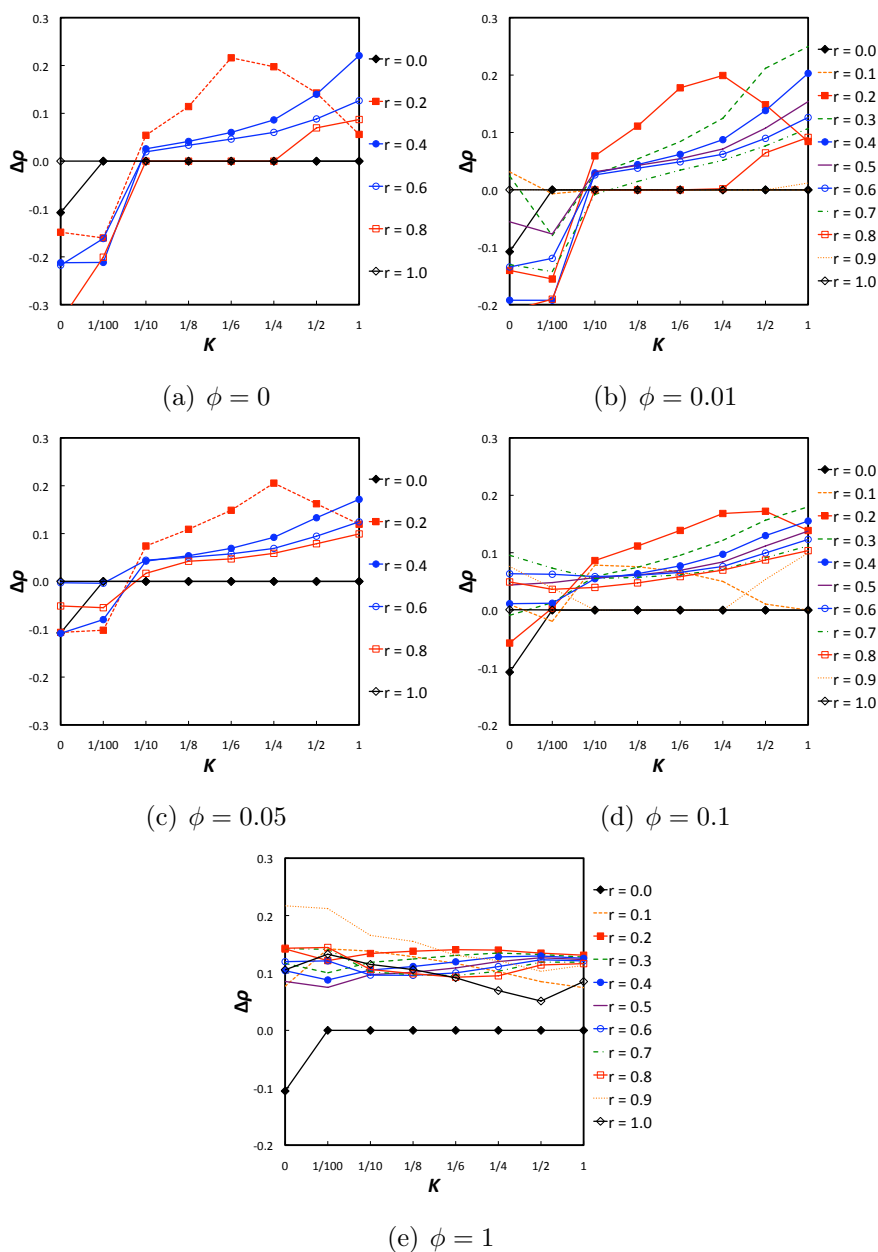 0.3
0.2
0.1
0.0
-0.1
-0.2
-0.3
Δρ
0 1/100 1/10 1/8 1/6 1/4 1/2 1
K
r = 0.0
r = 0.2
r = 0.4
r = 0.6
r = 0.8
r = 1.0
(a) ϕ = 0
0.3
0.2
0.1
0.0
-0.1
-0.2
Δρ
0 1/100 1/10 1/8 1/6 1/4 1/2 1
K
r = 0.0
r = 0.1
r = 0.2
r = 0.3
r = 0.4
r = 0.5
r = 0.6
r = 0.7
r = 0.8
r = 0.9
r = 1.0
(b) ϕ = 0.01
0.3
0.2
0.1
0.0
-0.1
-0.2
-0.3
Δρ
0 1/100 1/10 1/8 1/6 1/4 1/2 1
K
r = 0.0
r = 0.2
r = 0.4
r = 0.6
r = 0.8
r = 1.0
(c) ϕ = 0.05
0.3
0.2
0.1
0.0
-0.1
-0.2
Δρ
0 1/100 1/10 1/8 1/6 1/4 1/2 1
K
r = 0.0
r = 0.1
r = 0.2
r = 0.3
r = 0.4
r = 0.5
r = 0.6
r = 0.7
r = 0.8
r = 0.9
r = 1.0
(d) ϕ = 0.1
0.3
0.2
0.1
0.0
-0.1
-0.2
Δρ
0 1/100 1/10 1/8 1/6 1/4 1/2 1
K
r = 0.0
r = 0.1
r = 0.2
r = 0.3
r = 0.4
r = 0.5
r = 0.6
r = 0.7
r = 0.8
r = 0.9
r = 1.0
(e) ϕ = 1